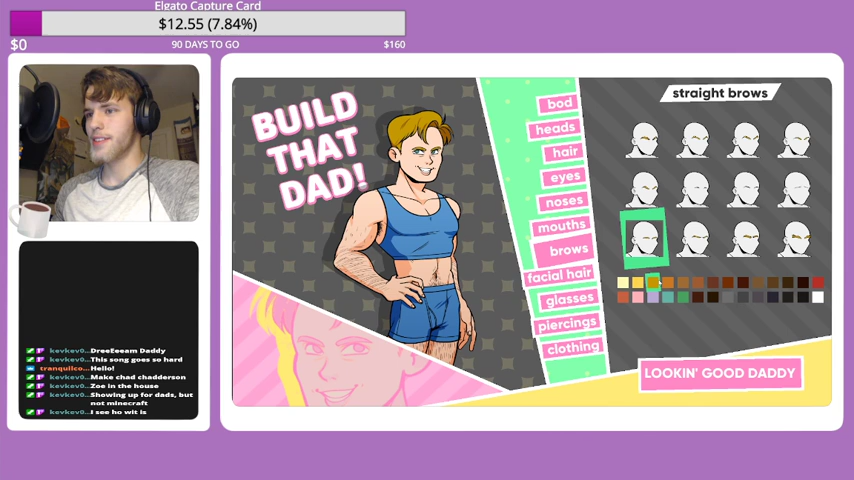 Elgato Capture Card
$12.55 (7.84%)
$0
90 DAYS TO GO
$160
BUILD
THAT
DAD!
bod
heads
hair
eyes
noses
mouths
brows
facial hair
glasses
piercings
clothing
straight brows
LOOKIN' GOOD DADDY
kevkev0... DreeEeeam Daddy
kevkev0... This song goes so hard
tranquilco... Hello!
kevkev0... Make chad chadderson
kevkev0... Zoe in the house
kevkev0... Showing up for dads, but
not minecraft
kevkev0... I see ho wit is